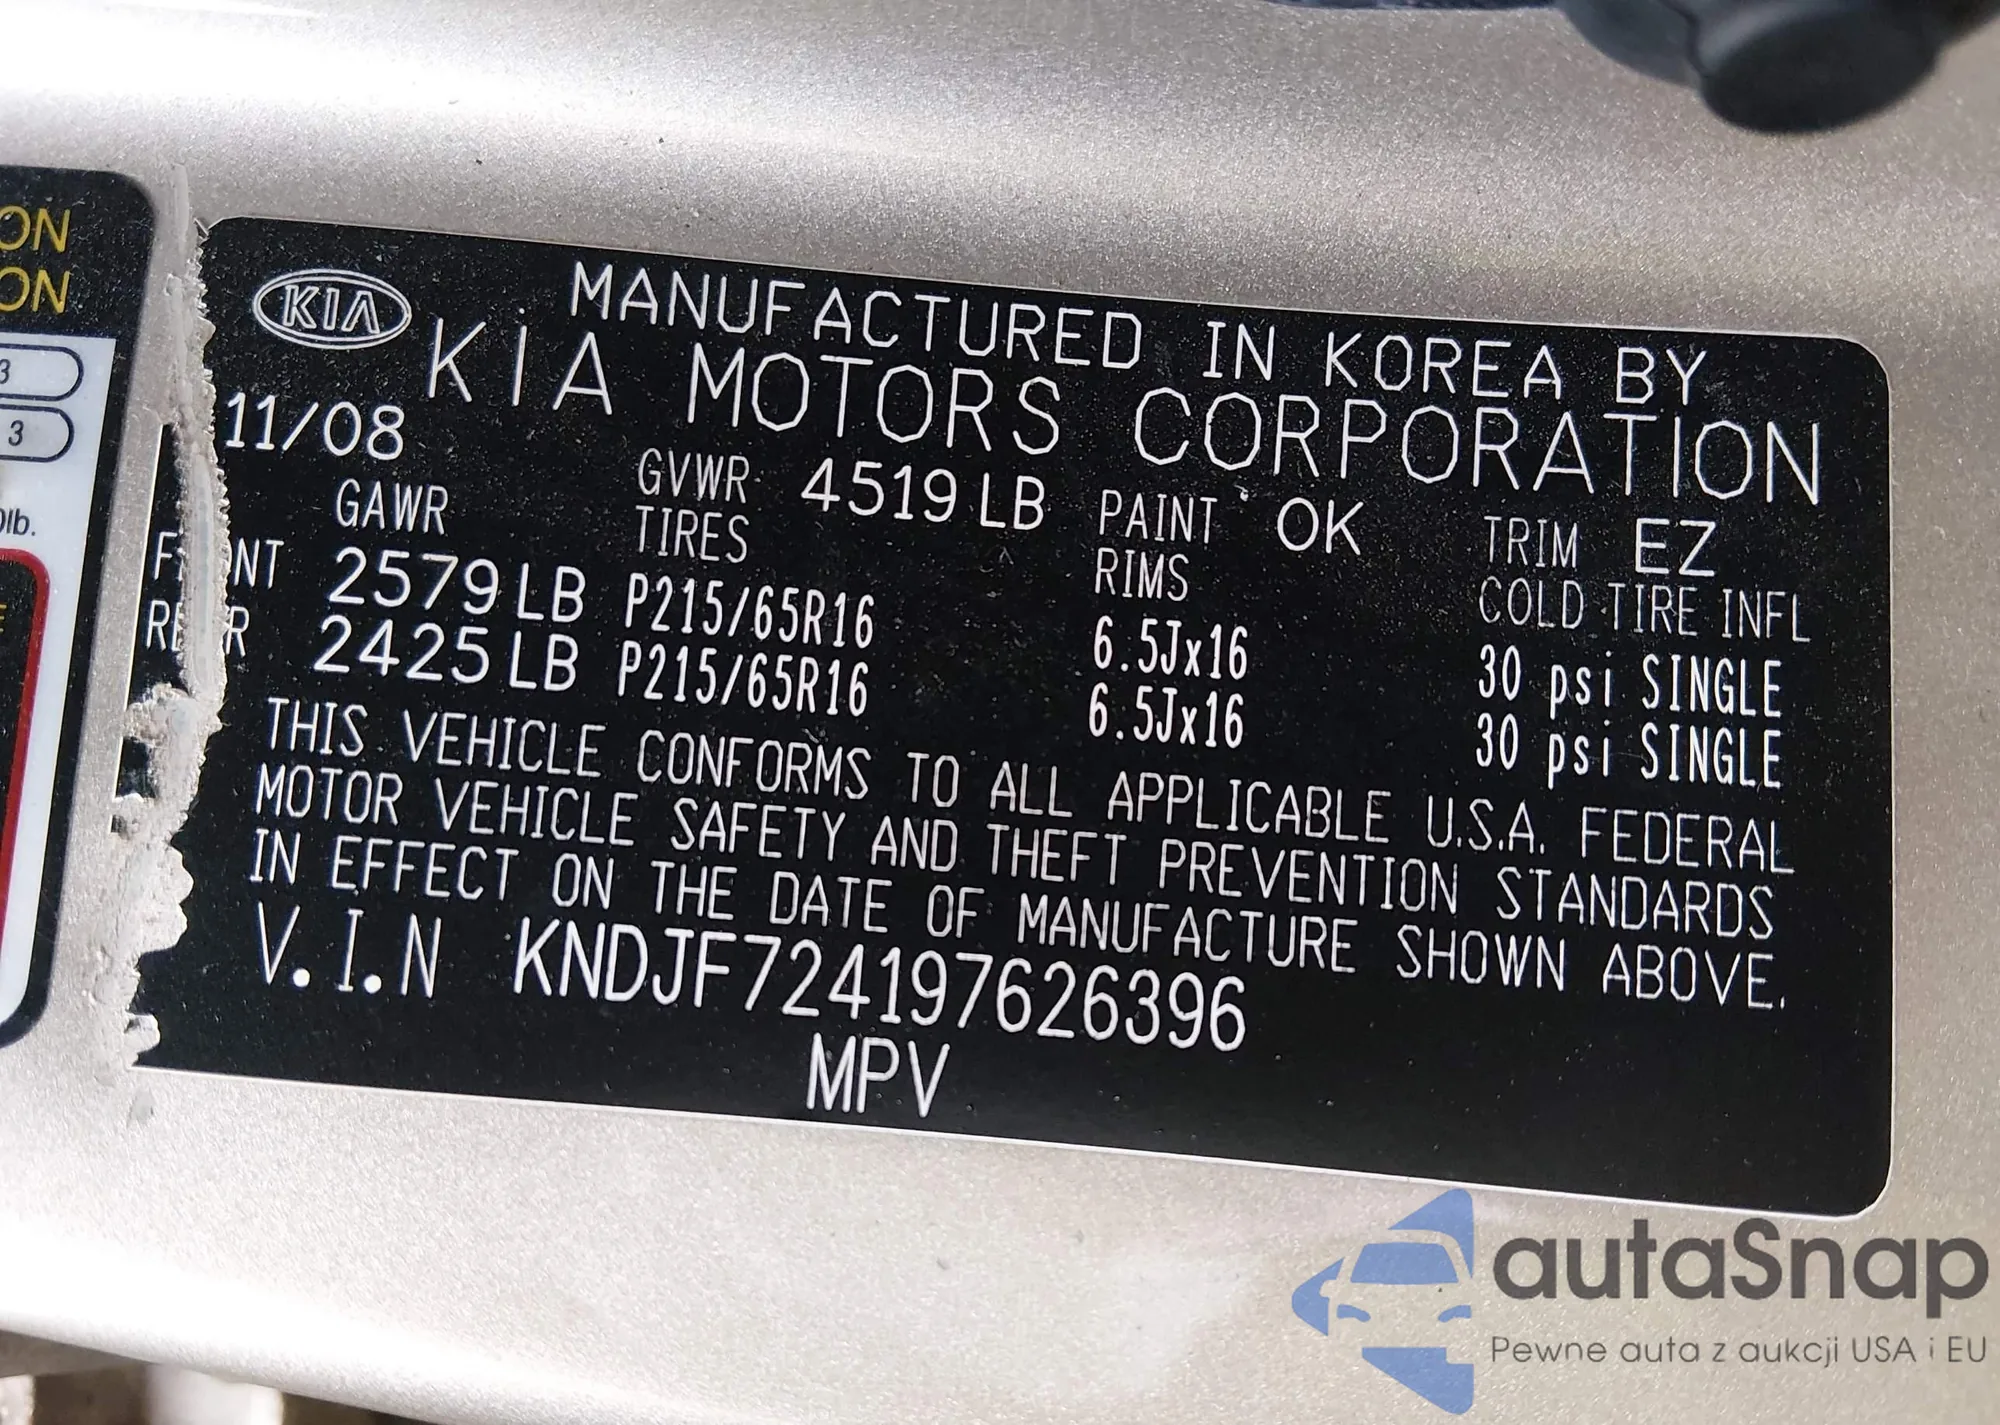 ON
ON
3
3
0lb.
KIA
MANUFACTURED IN KOREA BY
KIA MOTORS CORPORATION
11/08
GVWR 4519 LB PAINT OK TRIM EZ
GAWR TIRES RIMS COLD TIRE INFL
2579 LB P215/65R16 6.5Jx16 30 psi SINGLE
2425 LB P215/65R16 6.5Jx16 30 psi SINGLE
THIS VEHICLE CONFORMS TO ALL APPLICABLE U.S.A. FEDERAL
MOTOR VEHICLE SAFETY AND THEFT PREVENTION STANDARDS
IN EFFECT ON THE DATE OF MANUFACTURE SHOWN ABOVE.
V.I.N KNDJF724197626396
MPV
autaSnap
Pewne auta z aukcji USA i EU